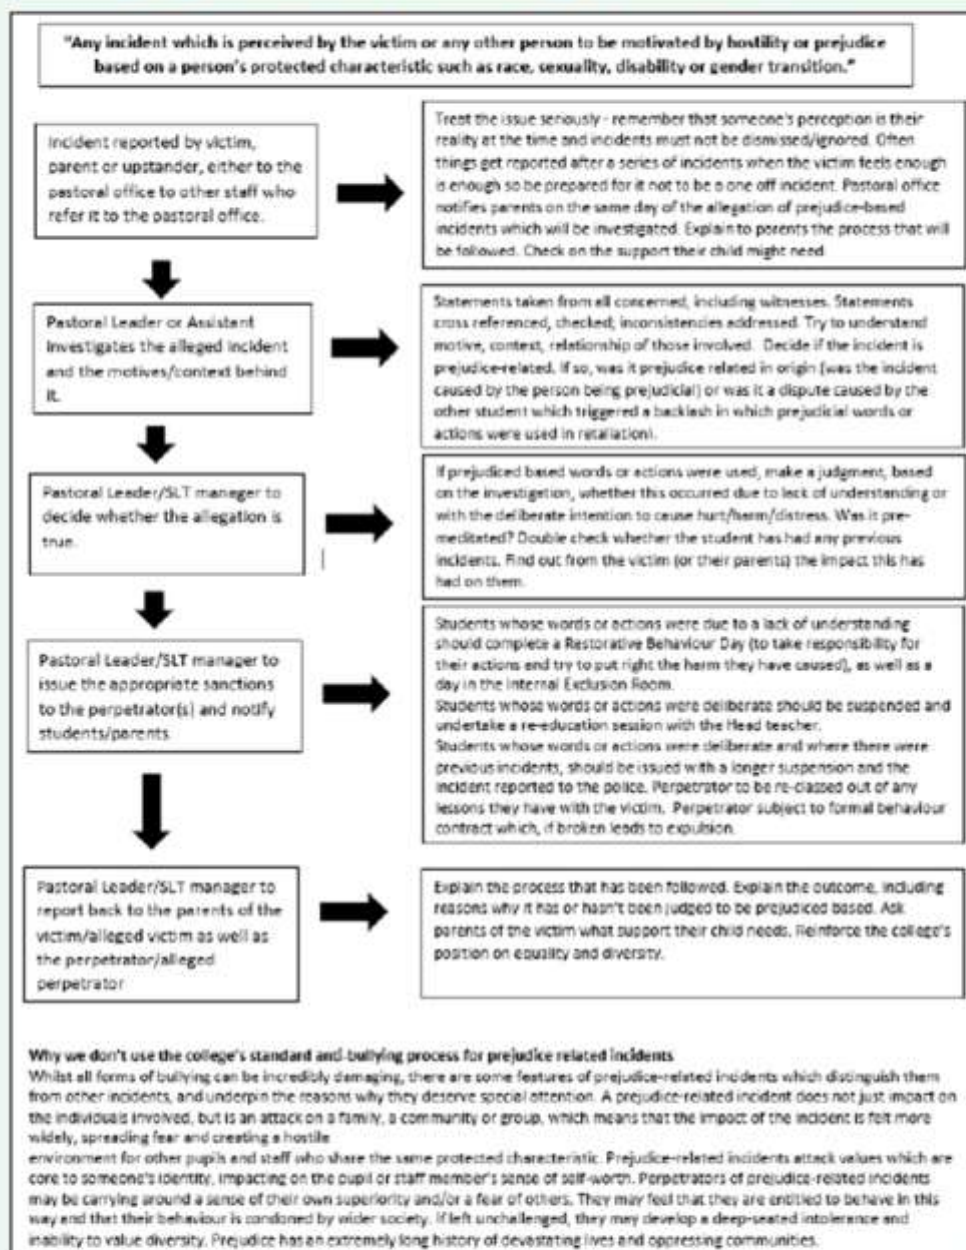 "Any incident which is perceived by the victim or any other person to be motivated by hostility or prejudice
based on a person's protected characteristic such as race, sexuality, disability or gender transition."
Incident reported by victim,
parent or upstander, either to the
pastoral office to other staff who
refer it to the pastoral office.
Treat the issue seriously - remember that someone's perception is their
reality at the time and incidents must not be dismissed/ignored. Often
things get reported after a series of incidents when the victim feels enough
is enough so be prepared for it not to be a one off incident. Pastoral office
notifies parents on the same day of the allegation of prejudice-based
incidents which will be investigated. Explain to parents the process that will
be followed. Check on the support their child might need
Pastoral Leader or Assistant
Investigates the alleged incident
and the motives/context behind
it.
Statements taken from all concerned, including witnesses. Statements
cross referenced, checked; inconsistencies addressed. Try to understand
motive, context, relationship of those involved. Decide if the incident is
prejudice-related. If so, was it prejudice related in origin (was the incident
caused by the person being prejudicial) or was it a dispute caused by the
other student which triggered a backlash in which prejudicial words or
actions were used in retaliation).
Pastoral Leader/SLT manager to
decide whether the allegation is
true.
If prejudiced based words or actions were used, make a judgment, based
on the investigation, whether this occurred due to lack of understanding or
with the deliberate intention to cause hurt/harm/distress. Was it pre-
meditated? Double check whether the student has had any previous
incidents. Find out from the victim (or their parents) the impact this has
had on them.
Pastoral Leader/SLT manager to
issue the appropriate sanctions
to the perpetrator(s) and notify
students/parents
Students whose words or actions were due to a lack of understanding
should complete a Restorative Behaviour Day (to take responsibility for
their actions and try to put right the harm they have caused), as well as a
day in the Internal Exclusion Room.
Students whose words or actions were deliberate should be suspended and
undertake a re-education session with the Head teacher.
Students whose words or actions were deliberate and where there were
previous incidents, should be issued with a longer suspension and the
incident reported to the police. Perpetrator to be re-classed out of any
lessons they have with the victim. Perpetrator subject to formal behaviour
contract which, if broken leads to expulsion.
Pastoral Leader/SLT manager to
report back to the parents of the
victim/alleged victim as well as
the perpetrator/alleged
perpetrator
Explain the process that has been followed. Explain the outcome, including
reasons why it has or hasn't been judged to be prejudiced based. Ask
parents of the victim what support their child needs. Reinforce the college's
position on equality and diversity.
Why we don't use the college's standard anti-bullying process for prejudice related incidents
Whilst all forms of bullying can be incredibly damaging, there are some features of prejudice-related incidents which distinguish them
from other incidents, and underpin the reasons why they deserve special attention. A prejudice-related incident does not just impact on
the individuals involved, but is an attack on a family, a community or group, which means that the impact of the incident is felt more
widely, spreading fear and creating a hostile
environment for other pupils and staff who share the same protected characteristic. Prejudice-related incidents attack values which are
core to someone's identity, impacting on the pupil or staff member's sense of self-worth. Perpetrators of prejudice-related incidents
may be carrying around a sense of their own superiority and/or a fear of others. They may feel that they are entitled to behave in this
way and that their behaviour is condoned by wider society. If left unchallenged, they may develop a deep-seated intolerance and
inability to value diversity. Prejudice has an extremely long history of devastating lives and oppressing communities.